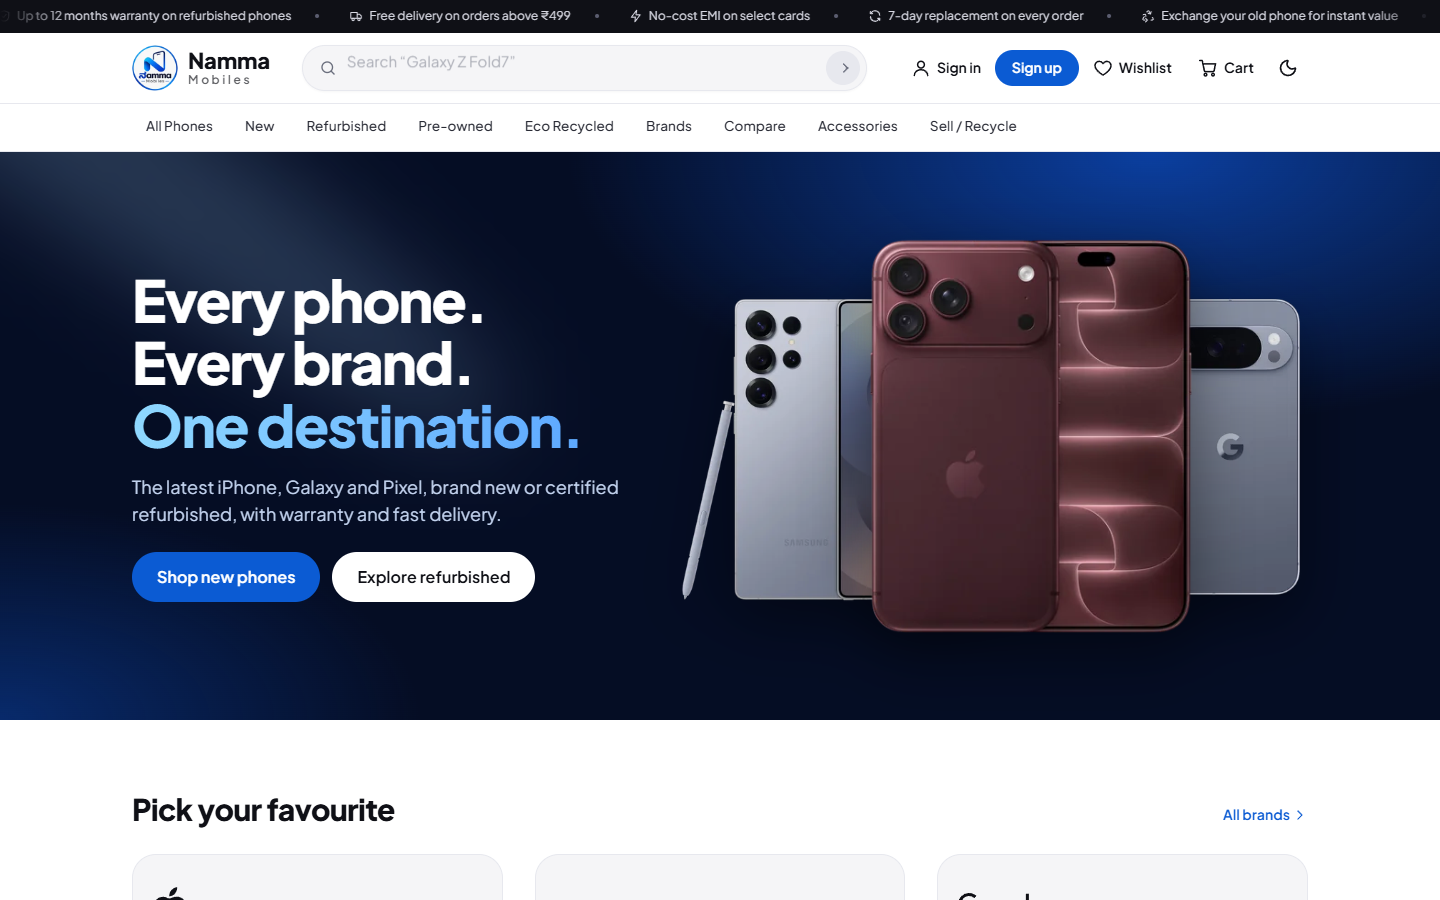 Up to 12 months warranty on refurbished phones • Free delivery on orders above ₹499 • No-cost EMI on select cards • 7-day replacement on every order • Exchange your old phone for instant value
Namma
Mobiles
Search “Galaxy Z Fold7”
Sign in
Sign up
Wishlist
Cart
All Phones
New
Refurbished
Pre-owned
Eco Recycled
Brands
Compare
Accessories
Sell / Recycle
Every phone.
Every brand.
One destination.
The latest iPhone, Galaxy and Pixel, brand new or certified
refurbished, with warranty and fast delivery.
Shop new phones
Explore refurbished
SAMSUNG
G
Pick your favourite
All brands